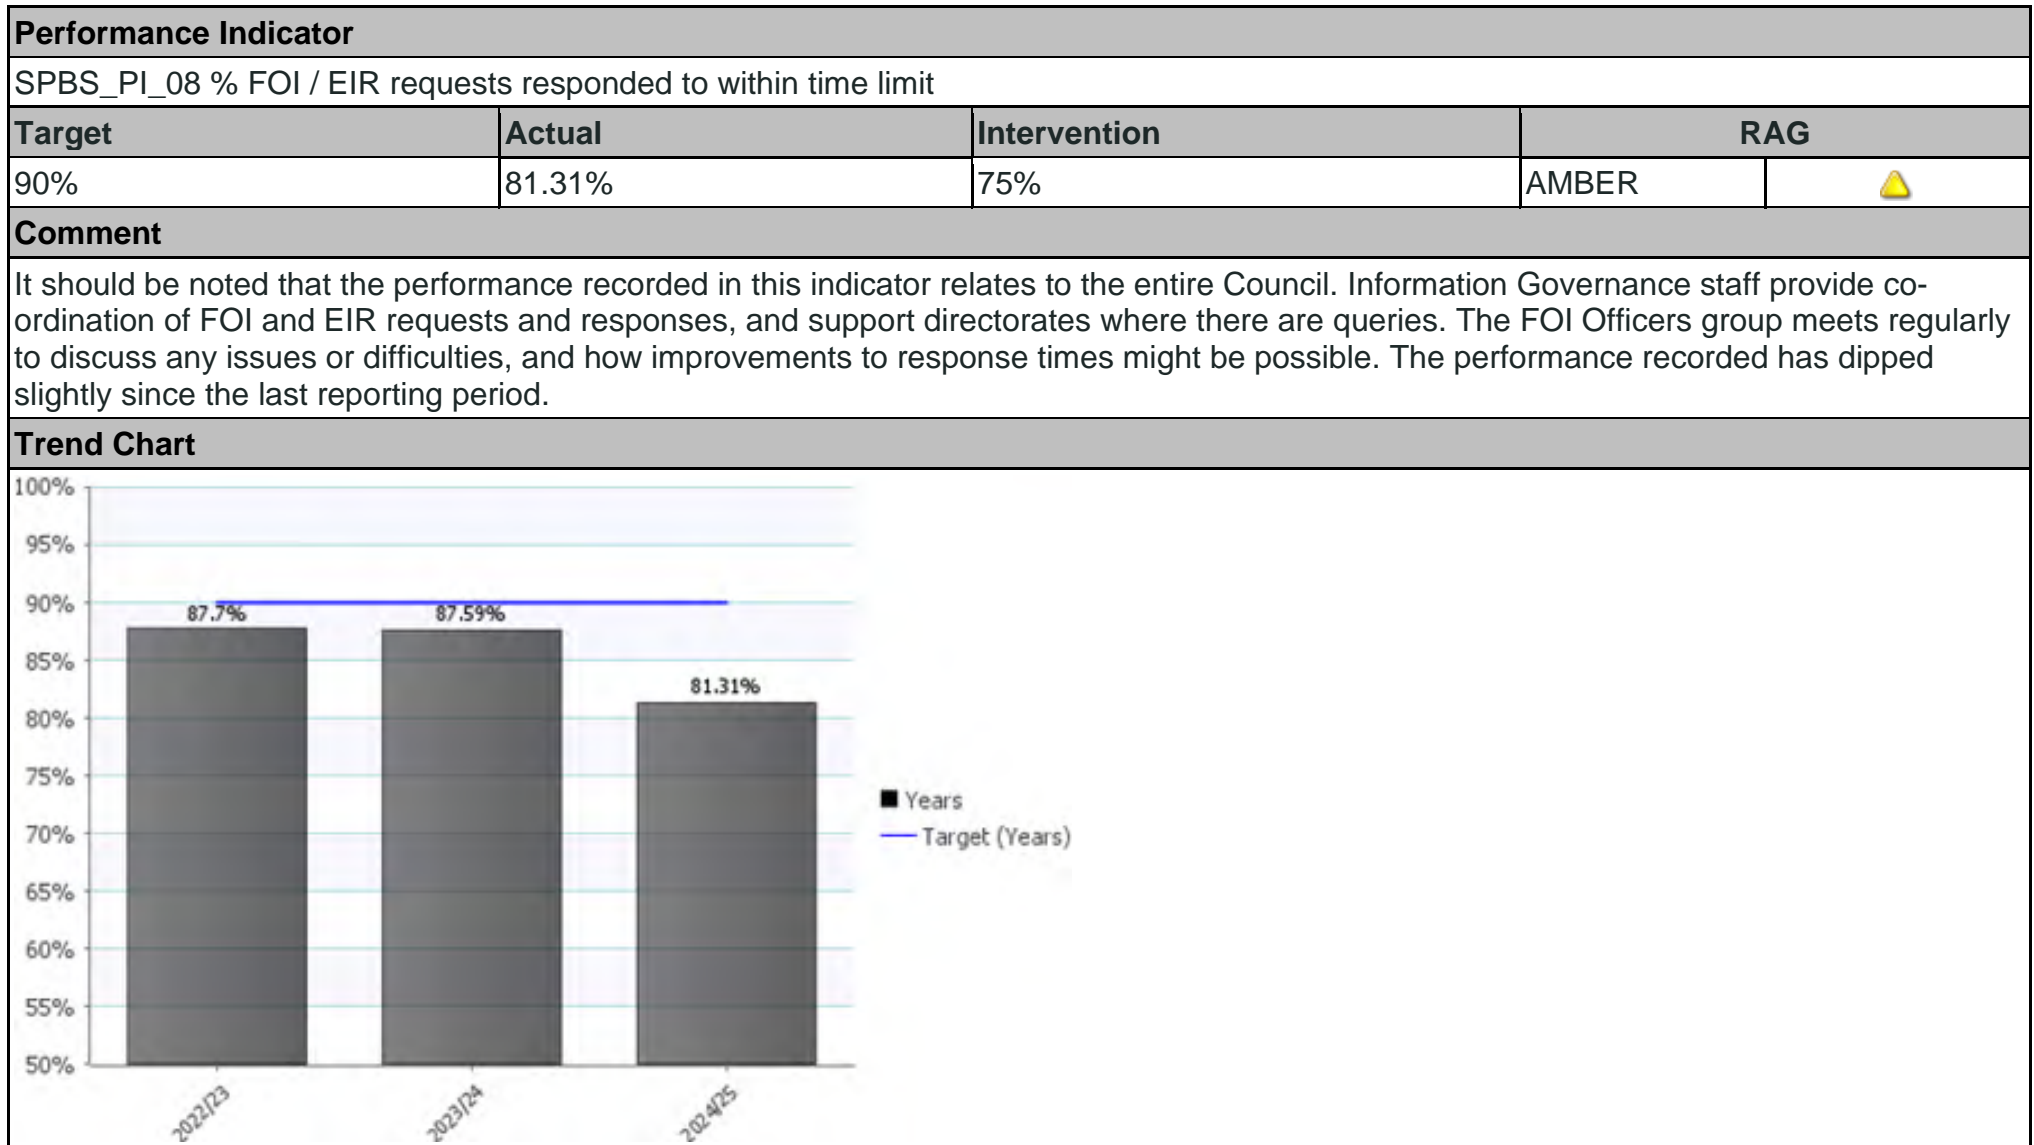 Performance Indicator
SPBS_PI_08 % FOI / EIR requests responded to within time limit
Target Actual Intervention RAG
90% 81.31% 75% AMBER
Comment
It should be noted that the performance recorded in this indicator relates to the entire Council. Information Governance staff provide co-
ordination of FOI and EIR requests and responses, and support directorates where there are queries. The FOI Officers group meets regularly
to discuss any issues or difficulties, and how improvements to response times might be possible. The performance recorded has dipped
slightly since the last reporting period.
Trend Chart
100%
95%
90%
87.7% 87.59%
85%
81.31%
80%
75%
Years
70%
Target (Years)
65%
60%
55%
50%
2022/23 2023/24 2024/25